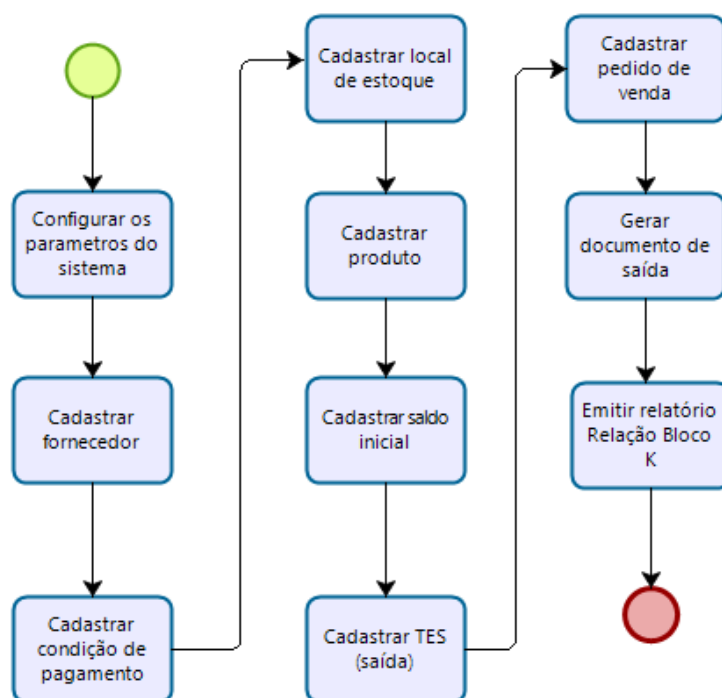 Configurar os
parametros do
sistema
Cadastrar
fornecedor
Cadastrar
condição de
pagamento
Cadastrar local
de estoque
Cadastrar
produto
Cadastrar saldo
inicial
Cadastrar TES
(saída)
Cadastrar
pedido de
venda
Gerar
documento de
saída
Emitir relatório
Relação Bloco
K